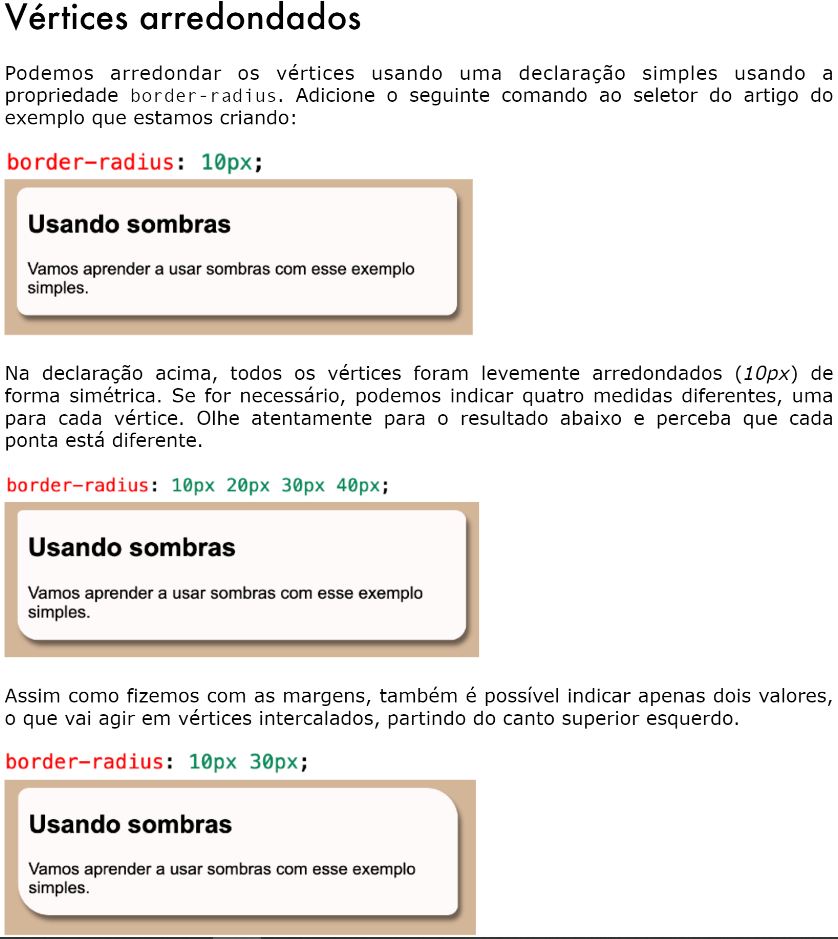 Vértices arredondados
Podemos arredondar os vértices usando uma declaração simples usando a
propriedade border-radius. Adicione o seguinte comando ao seletor do artigo do
exemplo que estamos criando:
border-radius: 10px;
Usando sombras
Vamos aprender a usar sombras com esse exemplo
simples.
Na declaração acima, todos os vértices foram levemente arredondados (10px) de
forma simétrica. Se for necessário, podemos indicar quatro medidas diferentes, uma
para cada vértice. Olhe atentamente para o resultado abaixo e perceba que cada
ponta está diferente.
border-radius: 10px 20px 30px 40px;
Usando sombras
Vamos aprender a usar sombras com esse exemplo
simples.
Assim como fizemos com as margens, também é possível indicar apenas dois valores,
o que vai agir em vértices intercalados, partindo do canto superior esquerdo.
border-radius: 10px 30px;
Usando sombras
Vamos aprender a usar sombras com esse exemplo
simples.